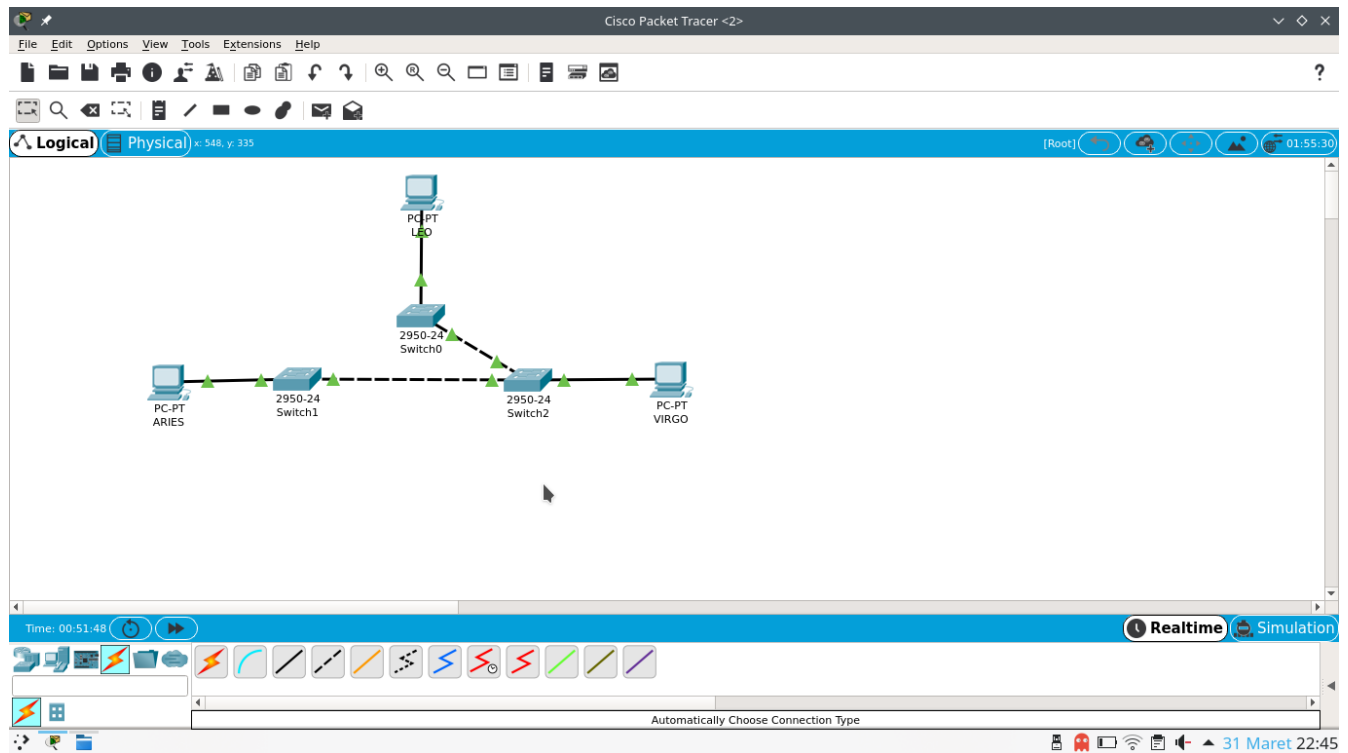 Cisco Packet Tracer <2>
File Edit Options View Tools Extensions Help
?
Logical Physical x: 548, y: 335 [Root] 01:55:30
PC-PT
LEO
2950-24
Switch0
PC-PT
ARIES
2950-24
Switch1
2950-24
Switch2
PC-PT
VIRGO
Time: 00:51:48 Realtime Simulation
Automatically Choose Connection Type
31 Maret 22:45